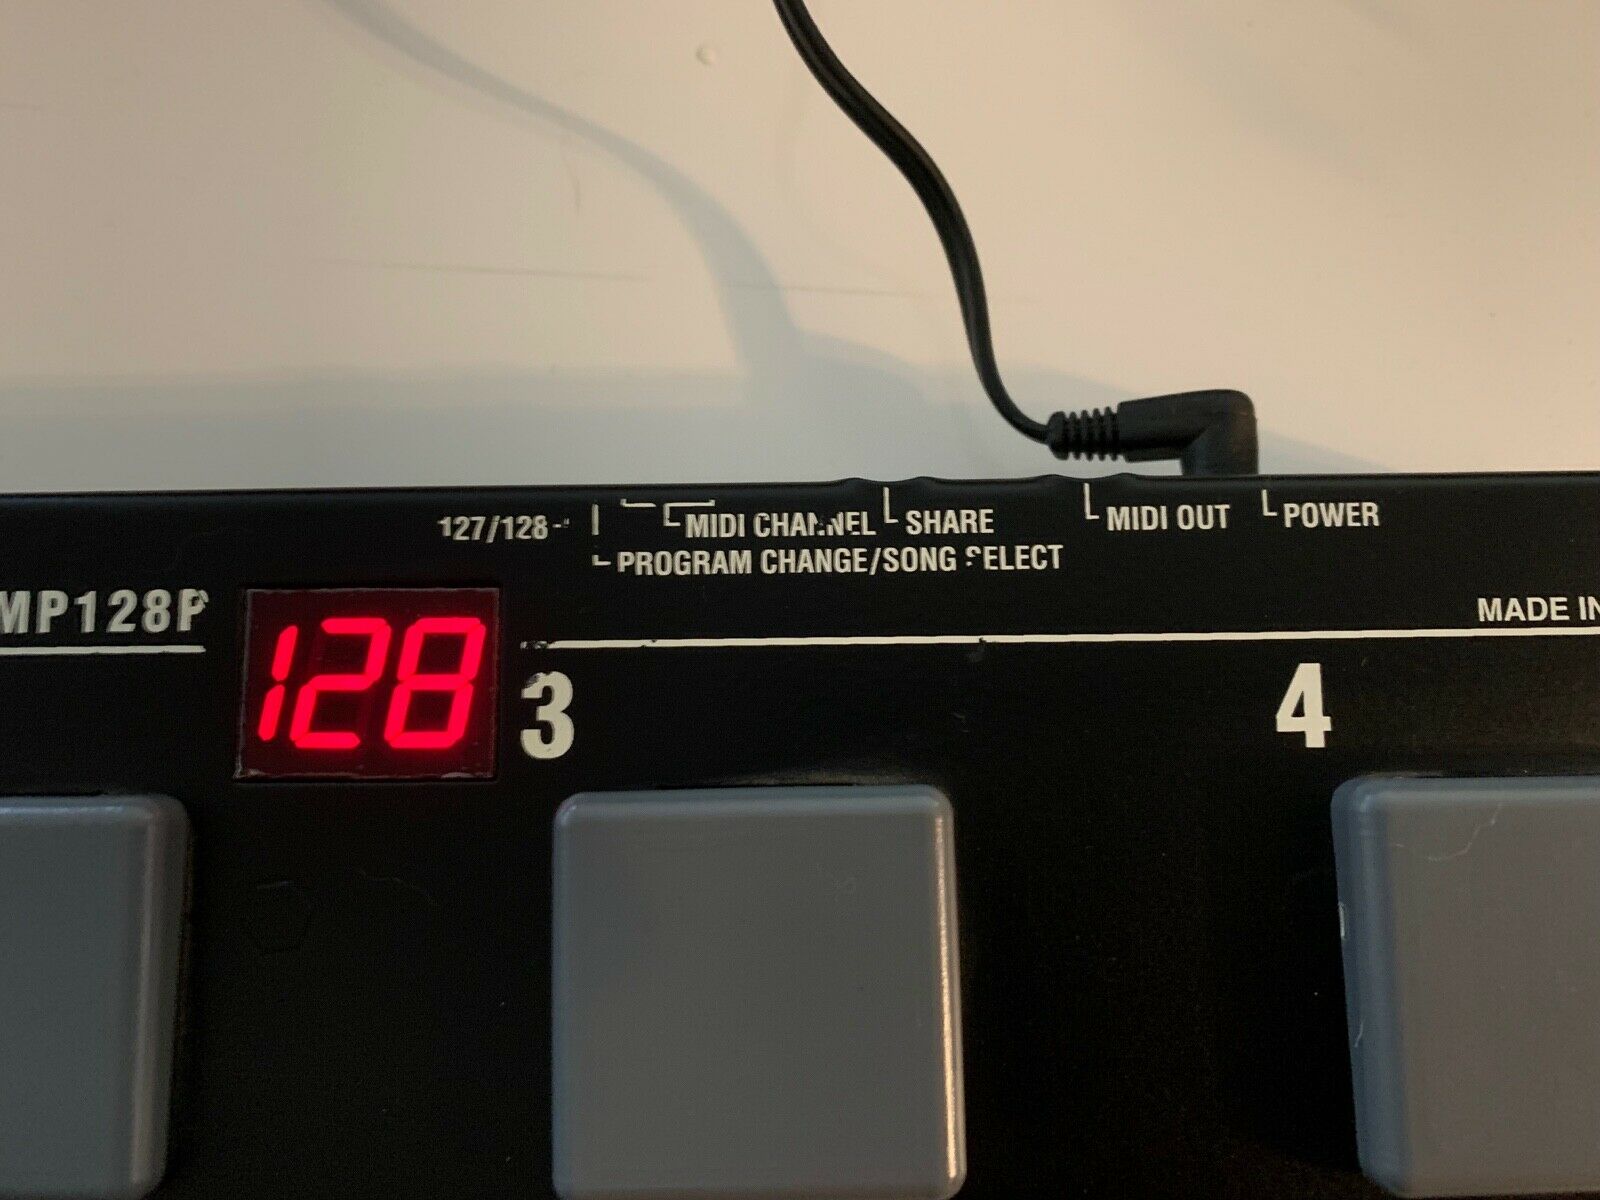 127/128
MIDI CHANNEL
SHARE
MIDI OUT
POWER
PROGRAM CHANGE/SONG SELECT
MP128P
128
MADE IN
3
4